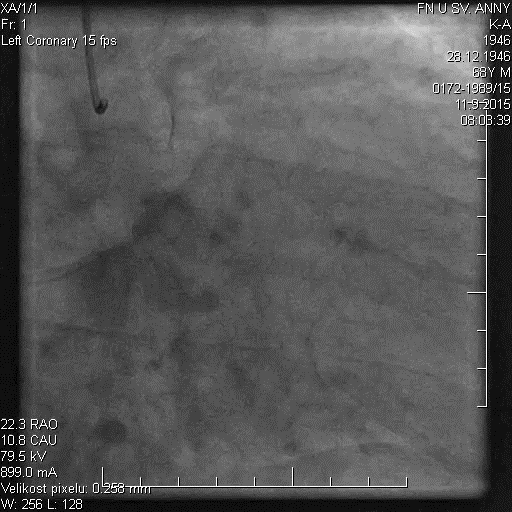 XA/1/1
Fr: 1
Left Coronary 15 fps
FN U SV. ANNY
K-A
1946
28.12 1946
68Y M
0172-1989/15
11-9-2015
08:03:39
22.3 RAO
10.8 CAU
79.5 kV
899.0 mA
Velikost pixelu: 0.258 mm
W: 256 L: 128